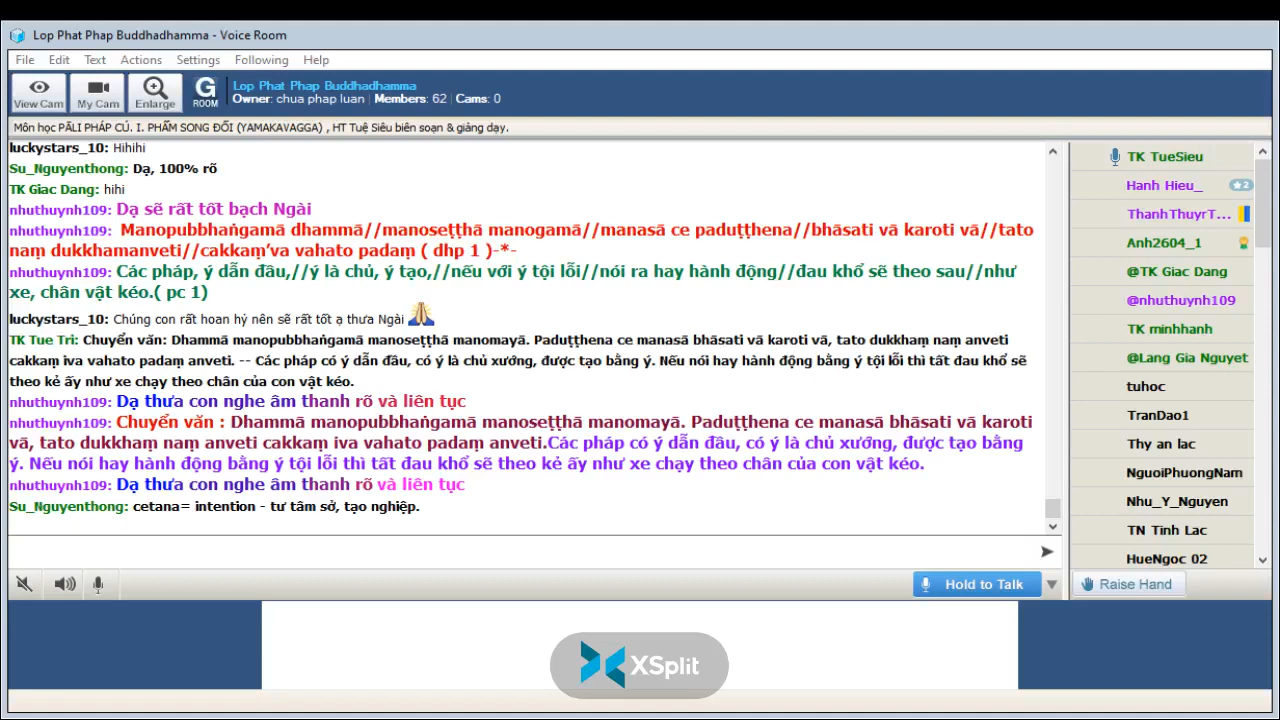 Lop Phat Phap Buddhadhamma - Voice Room
File Edit Text Actions Settings Following Help
View Cam My Cam Enlarge G ROOM
Lop Phat Phap Buddhadhamma
Owner: chua phap luan | Members: 62 | Cams: 0
Môn học PĀLI PHÁP CÚ. I. PHẨM SONG ĐỐI (YAMAKAVAGGA) , HT Tuệ Siêu biên soạn & giảng dạy.
luckystars_10: Hihihi
Su_Nguyenthong: Dạ, 100% rõ
TK Giac Dang: hihi
nhuthuynh109: Dạ sẽ rất tốt bạch Ngài
nhuthuynh109: Manopubbhaṅgamā dhammā//manoseṭṭhā manogamā//manasā ce paduṭṭhena//bhāsati vā karoti vā//tato
naṃ dukkhamanveti//cakkaṃ’va vahato padaṃ ( dhp 1 )-*-
nhuthuynh109: Các pháp, ý dẫn đầu,//ý là chủ, ý tạo,//nếu với ý tội lỗi//nói ra hay hành động//đau khổ sẽ theo sau//như
xe, chân vật kéo.( pc 1)
luckystars_10: Chúng con rất hoan hỷ nên sẽ rất tốt ạ thưa Ngài
TK Tue Tri: Chuyển văn: Dhammā manopubbhaṅgamā manoseṭṭhā manomayā. Paduṭṭhena ce manasā bhāsati vā karoti vā, tato dukkhaṃ naṃ anveti
cakkaṃ iva vahato padaṃ anveti. -- Các pháp có ý dẫn đầu, có ý là chủ xướng, được tạo bằng ý. Nếu nói hay hành động bằng ý tội lỗi thì tất đau khổ sẽ
theo kẻ ấy như xe chạy theo chân của con vật kéo.
nhuthuynh109: Dạ thưa con nghe âm thanh rõ và liên tục
nhuthuynh109: Chuyển văn : Dhammā manopubbhaṅgamā manoseṭṭhā manomayā. Paduṭṭhena ce manasā bhāsati vā karoti
vā, tato dukkhaṃ naṃ anveti cakkaṃ iva vahato padaṃ anveti.Các pháp có ý dẫn đầu, có ý là chủ xướng, được tạo bằng
ý. Nếu nói hay hành động bằng ý tội lỗi thì tất đau khổ sẽ theo kẻ ấy như xe chạy theo chân của con vật kéo.
nhuthuynh109: Dạ thưa con nghe âm thanh rõ và liên tục
Su_Nguyenthong: cetana= intention - tư tâm sở, tạo nghiệp.
Hold to Talk
TK TueSieu
Hanh Hieu_ 2
ThanhThuyrT...
Anh2604_1
@TK Giac Dang
@nhuthuynh109
TK minhhanh
@Lang Gia Nguyet
tuhoc
TranDao1
Thy an lac
NguoiPhuongNam
Nhu_Y_Nguyen
TN Tinh Lac
HueNgoc 02
Raise Hand
XSplit